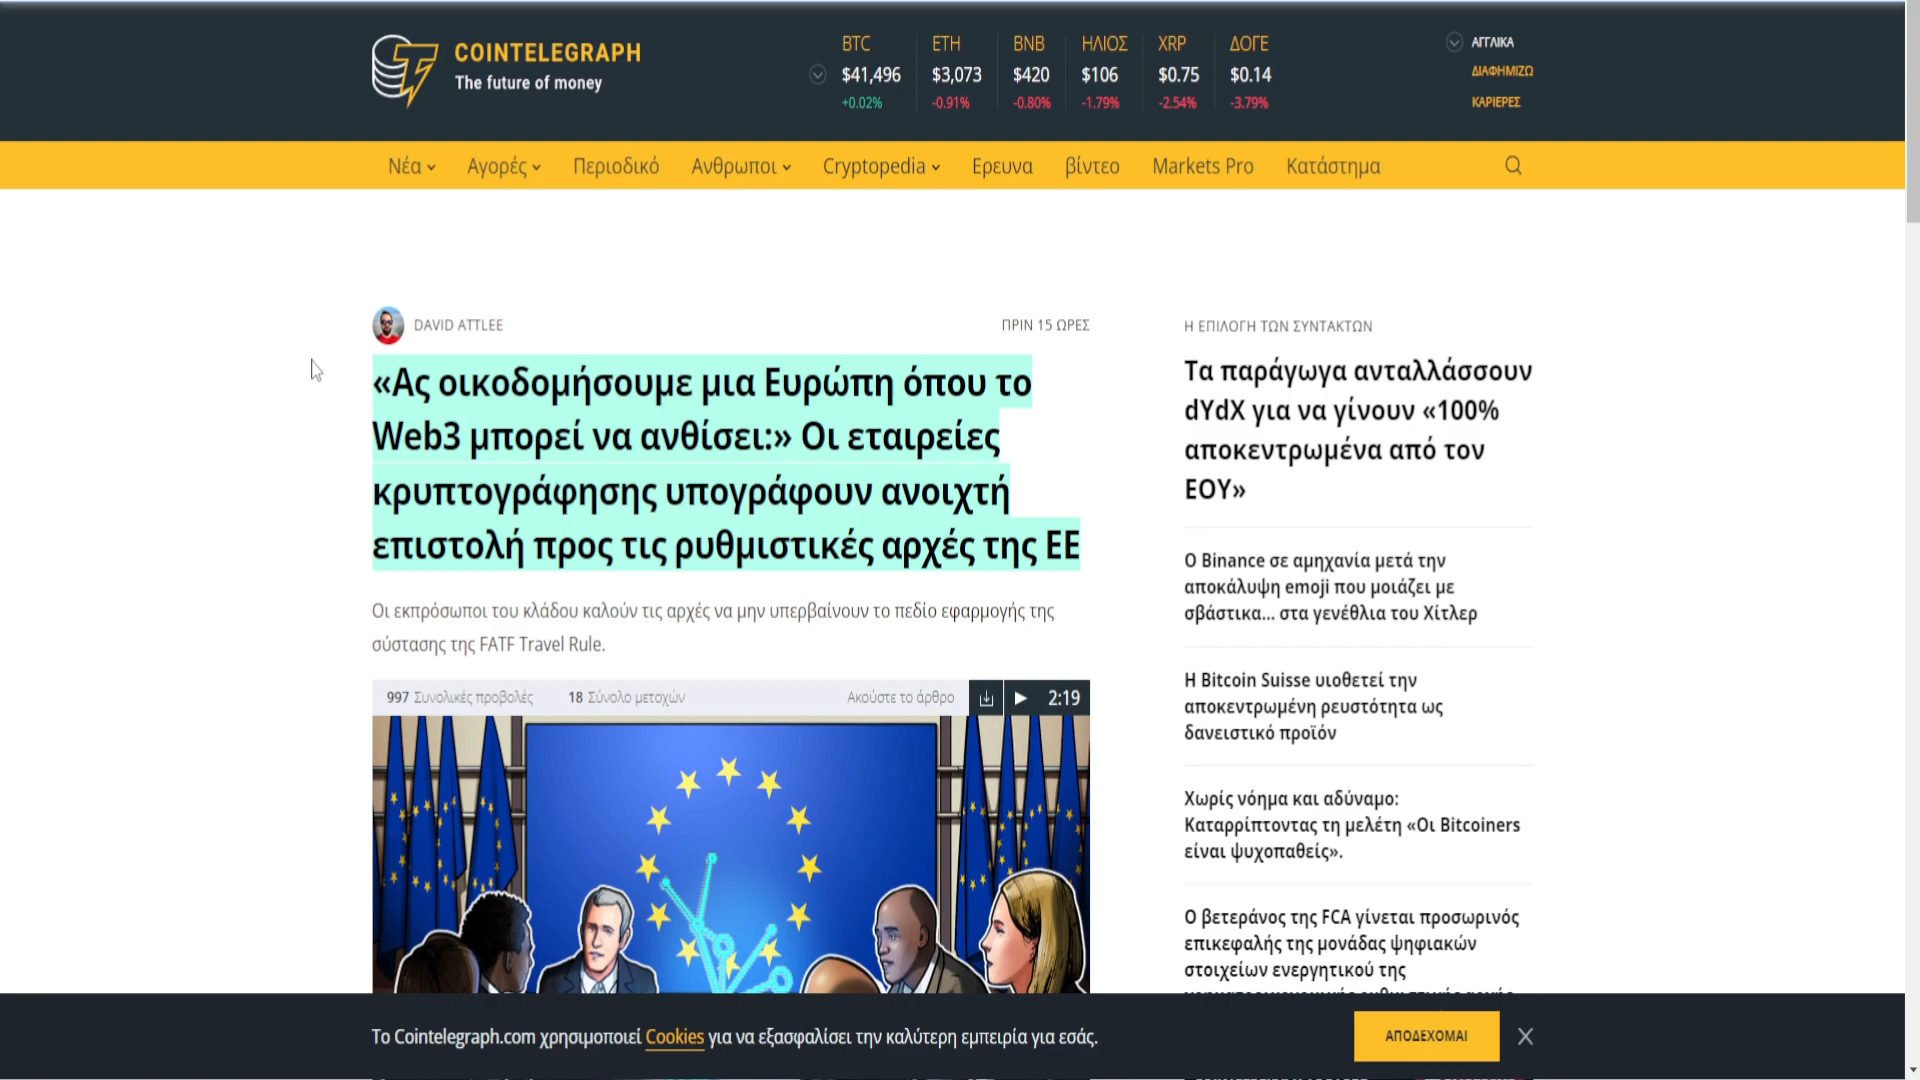 COINTELEGRAPH
The future of money
BTC ETH BNB ΗΛΙΟΣ XRP ΔΟΓΕ
$41,496 $3,073 $420 $106 $0.75 $0.14
+0.02% -0.91% -0.80% -1.79% -2.54% -3.79%
ΑΓΓΛΙΚΑ
ΔΙΑΦΗΜΙΖΩ
ΚΑΡΙΕΡΕΣ
Νέα Αγορές Περιοδικό Ανθρωποι Cryptopedia Ερευνα βίντεο Markets Pro Κατάστημα
DAVID ATTLEE ΠΡΙΝ 15 ΩΡΕΣ
«Ας οικοδομήσουμε μια Ευρώπη όπου το
Web3 μπορεί να ανθίσει:» Οι εταιρείες
κρυπτογράφησης υπογράφουν ανοιχτή
επιστολή προς τις ρυθμιστικές αρχές της ΕΕ
Οι εκπρόσωποι του κλάδου καλούν τις αρχές να μην υπερβαίνουν το πεδίο εφαρμογής της
σύστασης της FATF Travel Rule.
997 Συνολικές προβολές 18 Σύνολο μετοχών Ακούστε το άρθρο 2:19
Η ΕΠΙΛΟΓΗ ΤΩΝ ΣΥΝΤΑΚΤΩΝ
Τα παράγωγα ανταλλάσσουν
dYdX για να γίνουν «100%
αποκεντρωμένα από τον
EOY»
Ο Binance σε αμηχανία μετά την
αποκάλυψη emoji που μοιάζει με
σβάστικα... στα γενέθλια του Χίτλερ
Η Bitcoin Suisse υιοθετεί την
αποκεντρωμένη ρευστότητα ως
δανειστικό προϊόν
Χωρίς νόημα και αδύναμο:
Καταρρίπτοντας τη μελέτη «Οι Bitcoiners
είναι ψυχοπαθείς».
Ο βετεράνος της FCA γίνεται προσωρινός
επικεφαλής της μονάδας ψηφιακών
στοιχείων ενεργητικού της
Το Cointelegraph.com χρησιμοποιεί Cookies για να εξασφαλίσει την καλύτερη εμπειρία για εσάς.
ΑΠΟΔΕΧΟΜΑΙ